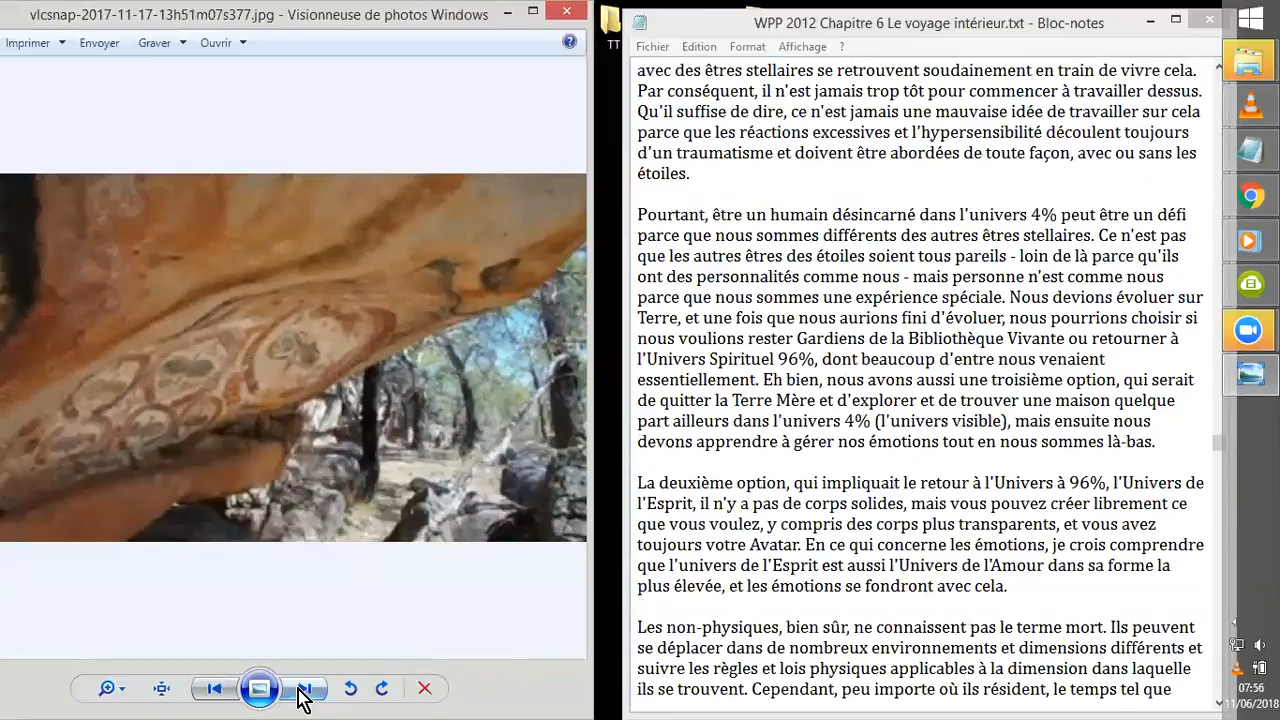 vlcsnap-2017-11-17-13h51m07s377.jpg - Visionneuse de photos Windows
Imprimer
Envoyer
Graver
Ouvrir
TT
WPP 2012 Chapitre 6 Le voyage intérieur.txt - Bloc-notes
Fichier Edition Format Affichage ?
avec des êtres stellaires se retrouvent soudainement en train de vivre cela.
Par conséquent, il n'est jamais trop tôt pour commencer à travailler dessus.
Qu'il suffise de dire, ce n'est jamais une mauvaise idée de travailler sur cela
parce que les réactions excessives et l'hypersensibilité découlent toujours
d'un traumatisme et doivent être abordées de toute façon, avec ou sans les
étoiles.
Pourtant, être un humain désincarné dans l'univers 4% peut être un défi
parce que nous sommes différents des autres êtres stellaires. Ce n'est pas
que les autres êtres des étoiles soient tous pareils - loin de là parce qu'ils
ont des personnalités comme nous - mais personne n'est comme nous
parce que nous sommes une expérience spéciale. Nous devions évoluer sur
Terre, et une fois que nous aurions fini d'évoluer, nous pourrions choisir si
nous voulions rester Gardiens de la Bibliothèque Vivante ou retourner à
l'Univers Spirituel 96%, dont beaucoup d'entre nous venaient
essentiellement. Eh bien, nous avons aussi une troisième option, qui serait
de quitter la Terre Mère et d'explorer et de trouver une maison quelque
part ailleurs dans l'univers 4% (l'univers visible), mais ensuite nous
devons apprendre à gérer nos émotions tout en nous sommes là-bas.
La deuxième option, qui impliquait le retour à l'Univers à 96%, l'Univers de
l'Esprit, il n'y a pas de corps solides, mais vous pouvez créer librement ce
que vous voulez, y compris des corps plus transparents, et vous avez
toujours votre Avatar. En ce qui concerne les émotions, je crois comprendre
que l'univers de l'Esprit est aussi l'Univers de l'Amour dans sa forme la
plus élevée, et les émotions se fondront avec cela.
Les non-physiques, bien sûr, ne connaissent pas le terme mort. Ils peuvent
se déplacer dans de nombreux environnements et dimensions différents et
suivre les règles et lois physiques applicables à la dimension dans laquelle
ils se trouvent. Cependant, peu importe où ils résident, le temps tel que
07:56
11/06/2018